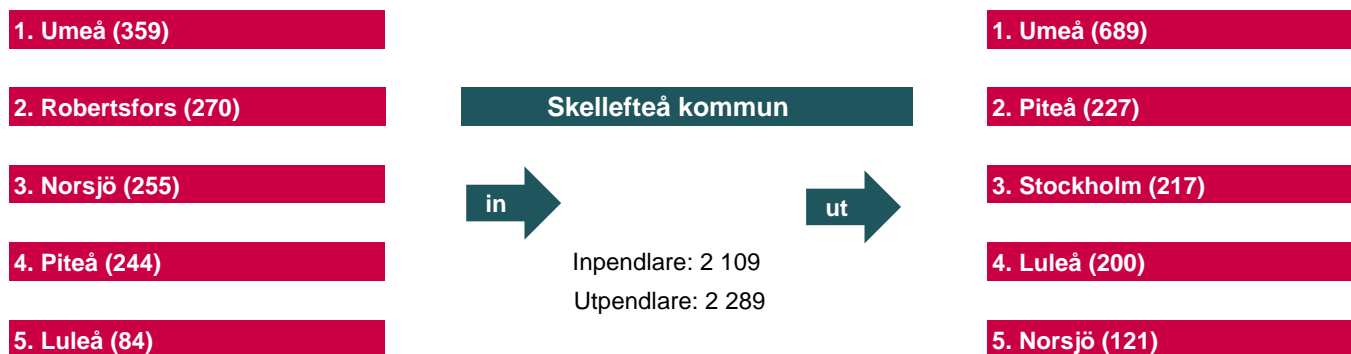 1. Umeå (359)
2. Robertsfors (270)
3. Norsjö (255)
4. Piteå (244)
5. Luleå (84)
Skellefteå kommun
in
ut
Inpendlare: 2 109
Utpendlare: 2 289
1. Umeå (689)
2. Piteå (227)
3. Stockholm (217)
4. Luleå (200)
5. Norsjö (121)